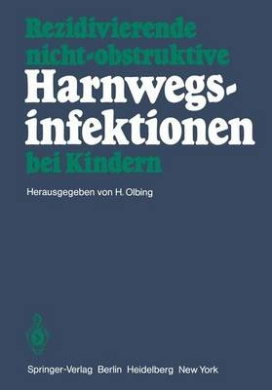 Rezidivierende
nicht-obstruktive
Harnwegs-
infektionen
bei Kindern
Herausgegeben von H. Olbing
Springer-Verlag Berlin Heidelberg New York